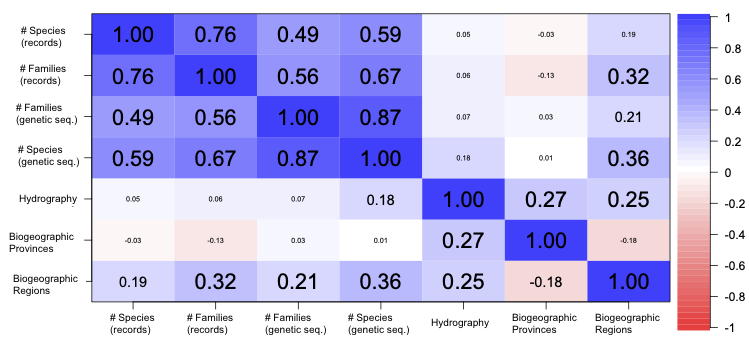 # Species
(records)
1.00 0.76 0.49 0.59 0.05 -0.03 0.19
# Families
(records)
0.76 1.00 0.56 0.67 0.06 -0.13 0.32
# Families
(genetic seq.)
0.49 0.56 1.00 0.87 0.07 0.03 0.21
# Species
(genetic seq.)
0.59 0.67 0.87 1.00 0.18 0.01 0.36
Hydrography
0.05 0.06 0.07 0.18 1.00 0.27 0.25
Biogeographic
Provinces
-0.03 -0.13 0.03 0.01 0.27 1.00 -0.18
Biogeographic
Regions
0.19 0.32 0.21 0.36 0.25 -0.18 1.00
# Species
(records)
# Families
(records)
# Families
(genetic seq.)
# Species
(genetic seq.)
Hydrography
Biogeographic
Provinces
Biogeographic
Regions
1
0.8
0.6
0.4
0.2
0
-0.2
-0.4
-0.6
-0.8
-1